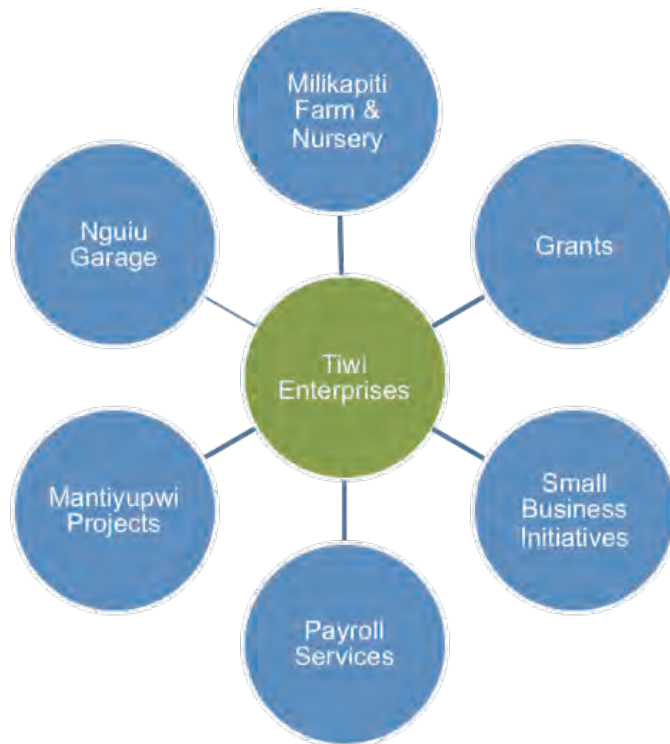 Milikapiti
Farm &
Nursery
Nguiu
Garage
Grants
Tiwi
Enterprises
Mantiyupwi
Projects
Small
Business
Initiatives
Payroll
Services